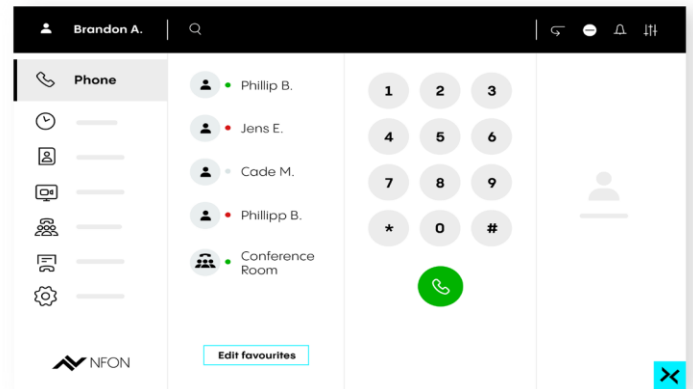 Brandon A.
Phone
Phillip B.
Jens E.
Cade M.
Phillipp B.
Conference
Room
Edit favourites
1 2 3
4 5 6
7 8 9
* 0 #
NFON